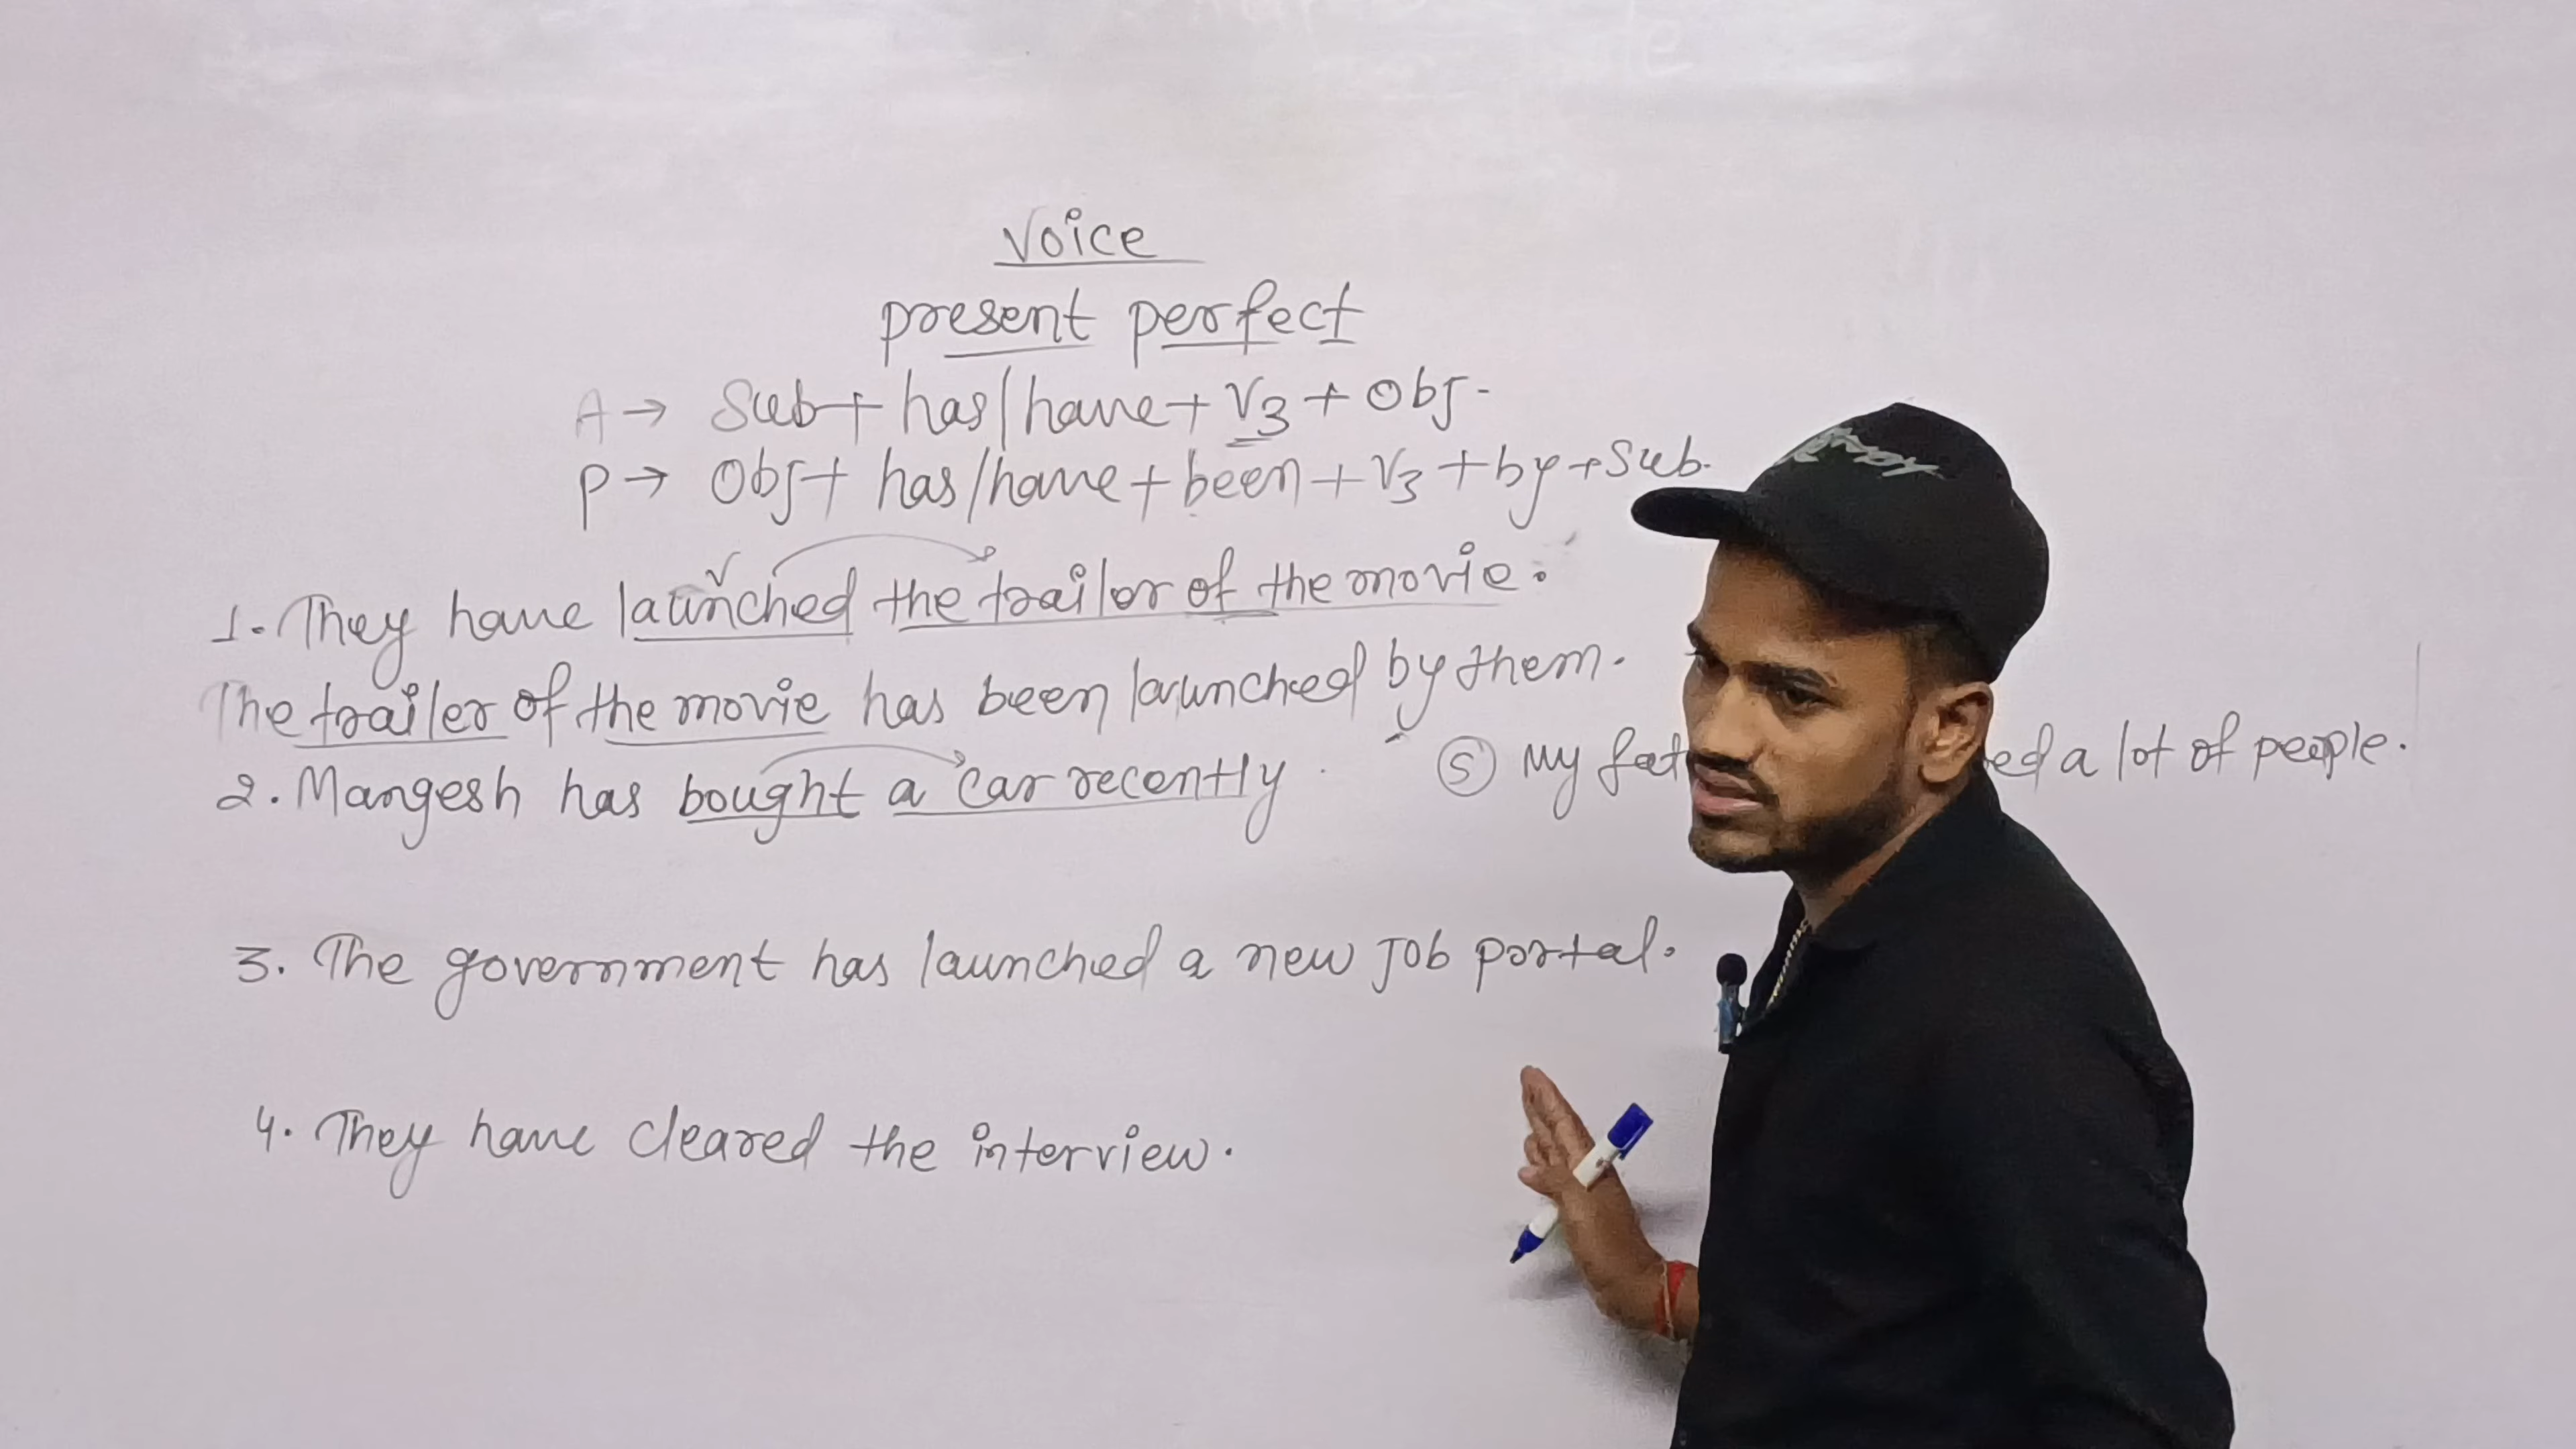 Voice
present perfect
A → Sub + has/have + V3 + Obj.
P → Obj + has/have + been + V3 + by + Sub.
1. They have launched the trailor of the movie.
The trailer of the movie has been launched by them.
2. Mangesh has bought a car recently.
5 My a lot of people.
3. The government has launched a new Job portal.
4. They have cleared the interview.